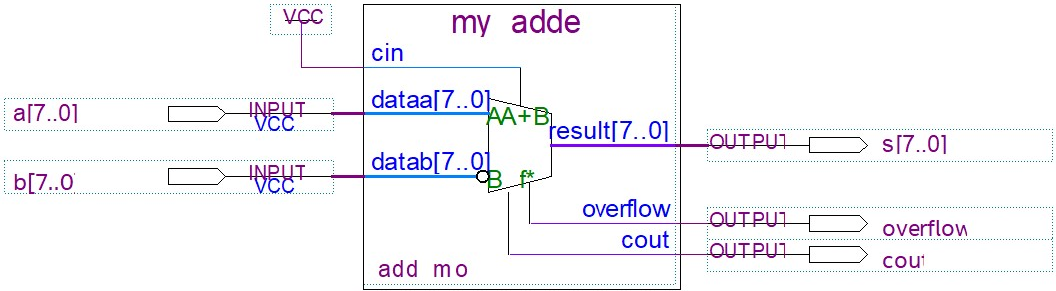 VCC
my adde
cin
a[7..0]
INPUT
VCC
dataa[7..0]
A
A+B
result[7..0]
OUTPUT
s[7..0]
b[7..0
INPUT
VCC
datab[7..0]
B
f*
overflow
OUTPUT
overflow
cout
OUTPUT
cout
add mo